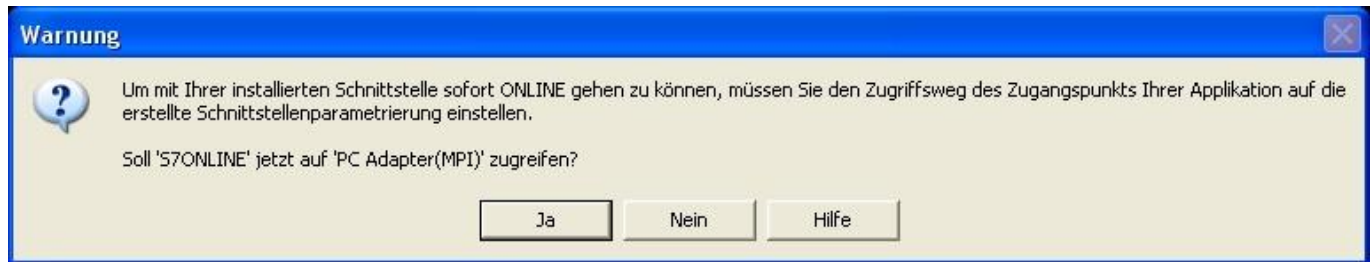 Warnung
Um mit Ihrer installierten Schnittstelle sofort ONLINE gehen zu können, müssen Sie den Zugriffsweg des Zugangspunkts Ihrer Applikation auf die
erstellte Schnittstellenparametrierung einstellen.
Soll 'S7ONLINE' jetzt auf 'PC Adapter(MPI)' zugreifen?
Ja Nein Hilfe